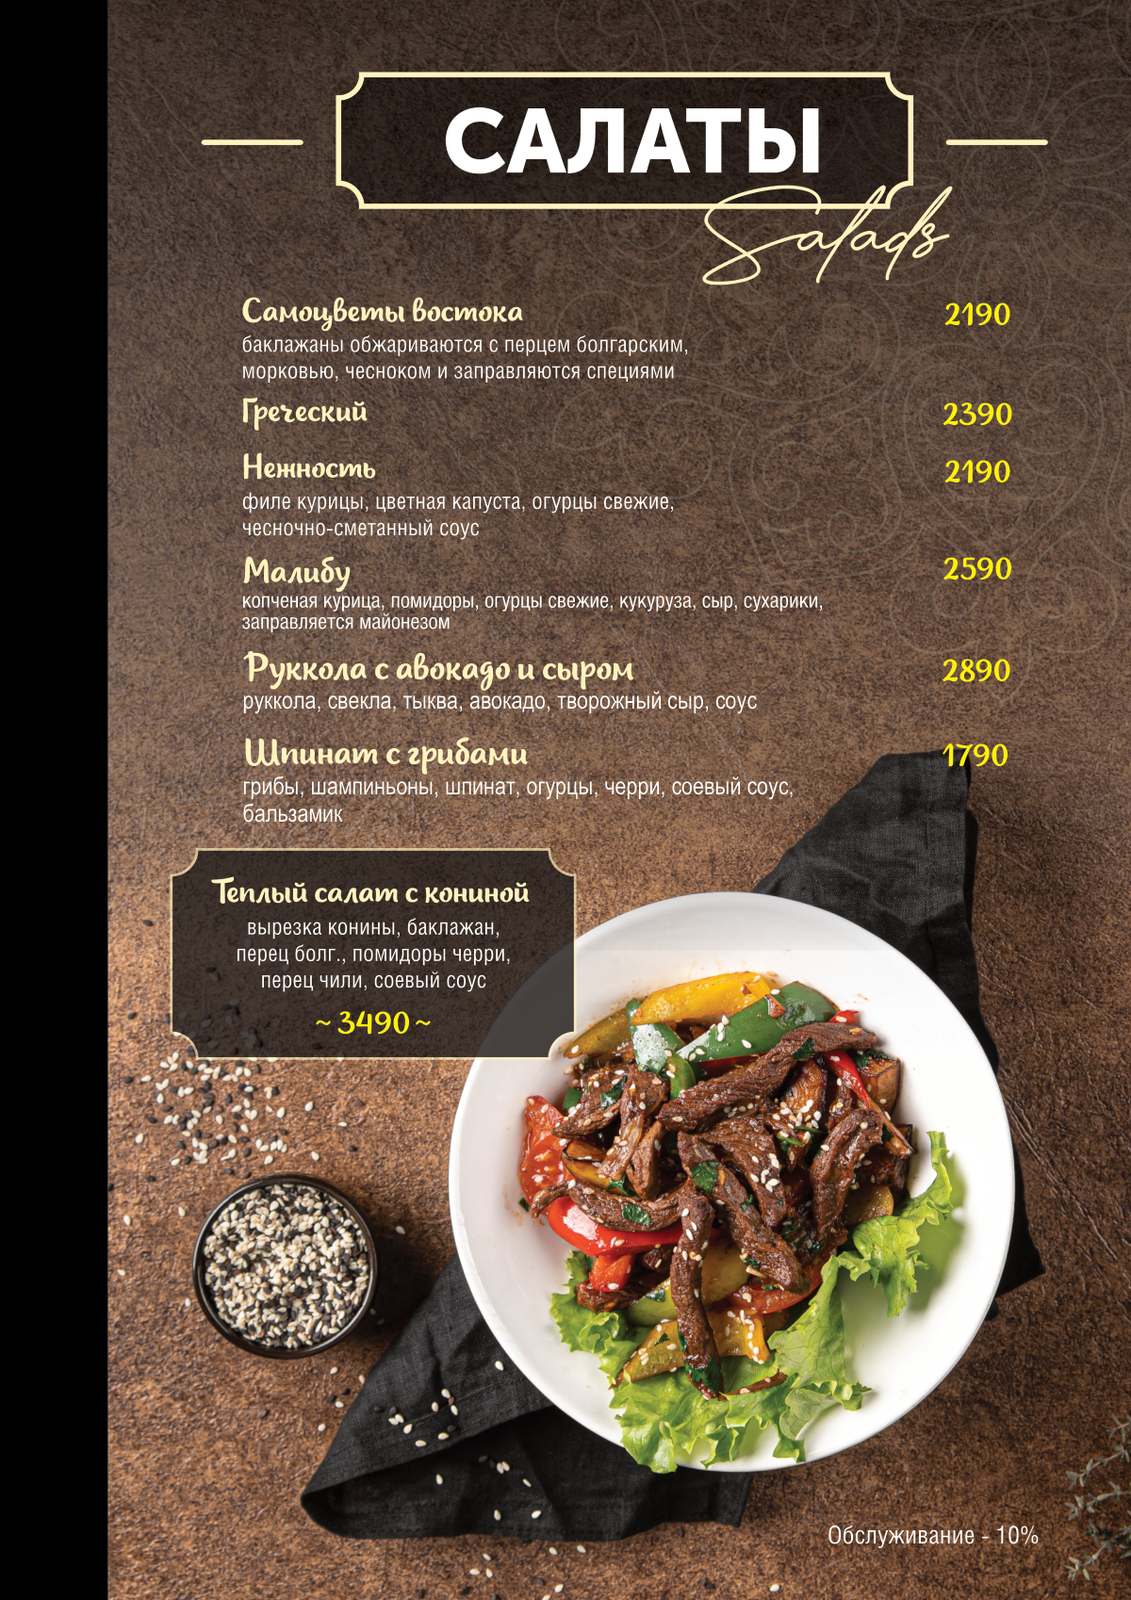 САЛАТЫ
Salads
Самоцветы востока 2190
баклажаны обжариваются с перцем болгарским,
морковью, чесноком и заправляются специями
Греческий 2390
Нежность 2190
филе курицы, цветная капуста, огурцы свежие,
чесночно-сметанный соус
Малибу 2590
копченая курица, помидоры, огурцы свежие, кукуруза, сыр, сухарики,
заправляется майонезом
Руккола с авокадо и сыром 2890
руккола, свекла, тыква, авокадо, творожный сыр, соус
Шпинат с грибами 1790
грибы, шампиньоны, шпинат, огурцы, черри, соевый соус,
бальзамик
Теплый салат с кониной
вырезка конины, баклажан,
перец болг., помидоры черри,
перец чили, соевый соус
~ 3490 ~
Обслуживание - 10%